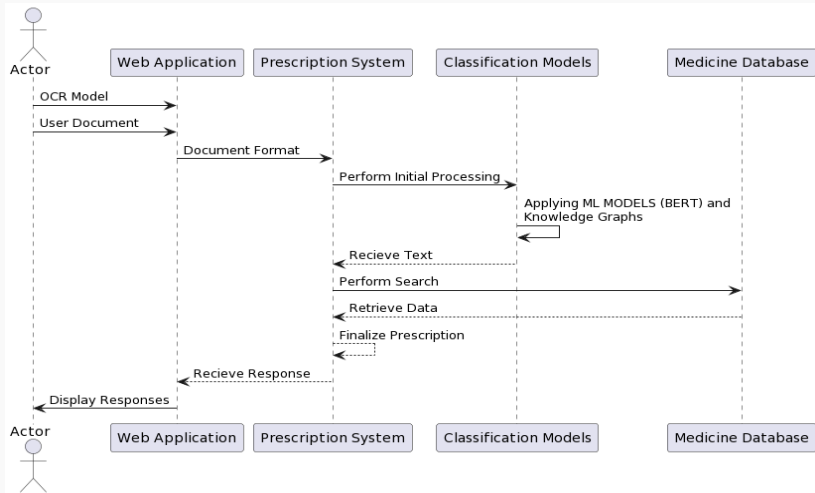 Actor
Web Application
Prescription System
Classification Models
Medicine Database
OCR Model
User Document
Document Format
Perform Initial Processing
Applying ML MODELS (BERT) and
Knowledge Graphs
Recieve Text
Perform Search
Retrieve Data
Finalize Prescription
Recieve Response
Display Responses
Actor
Web Application
Prescription System
Classification Models
Medicine Database